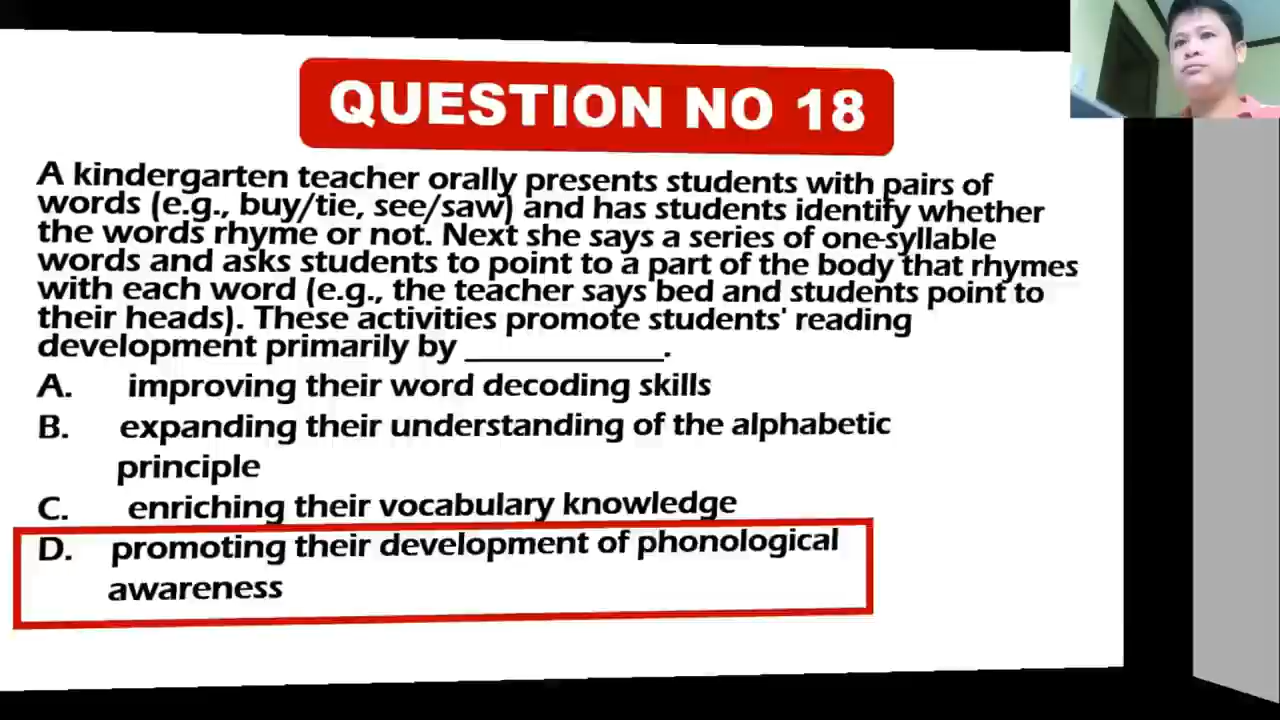 QUESTION NO 18
A kindergarten teacher orally presents students with pairs of
words (e.g., buy/tie, see/saw) and has students identify whether
the words rhyme or not. Next she says a series of one-syllable
words and asks students to point to a part of the body that rhymes
with each word (e.g., the teacher says bed and students point to
their heads). These activities promote students' reading
development primarily by ____________.
A. improving their word decoding skills
B. expanding their understanding of the alphabetic
principle
C. enriching their vocabulary knowledge
D. promoting their development of phonological
awareness